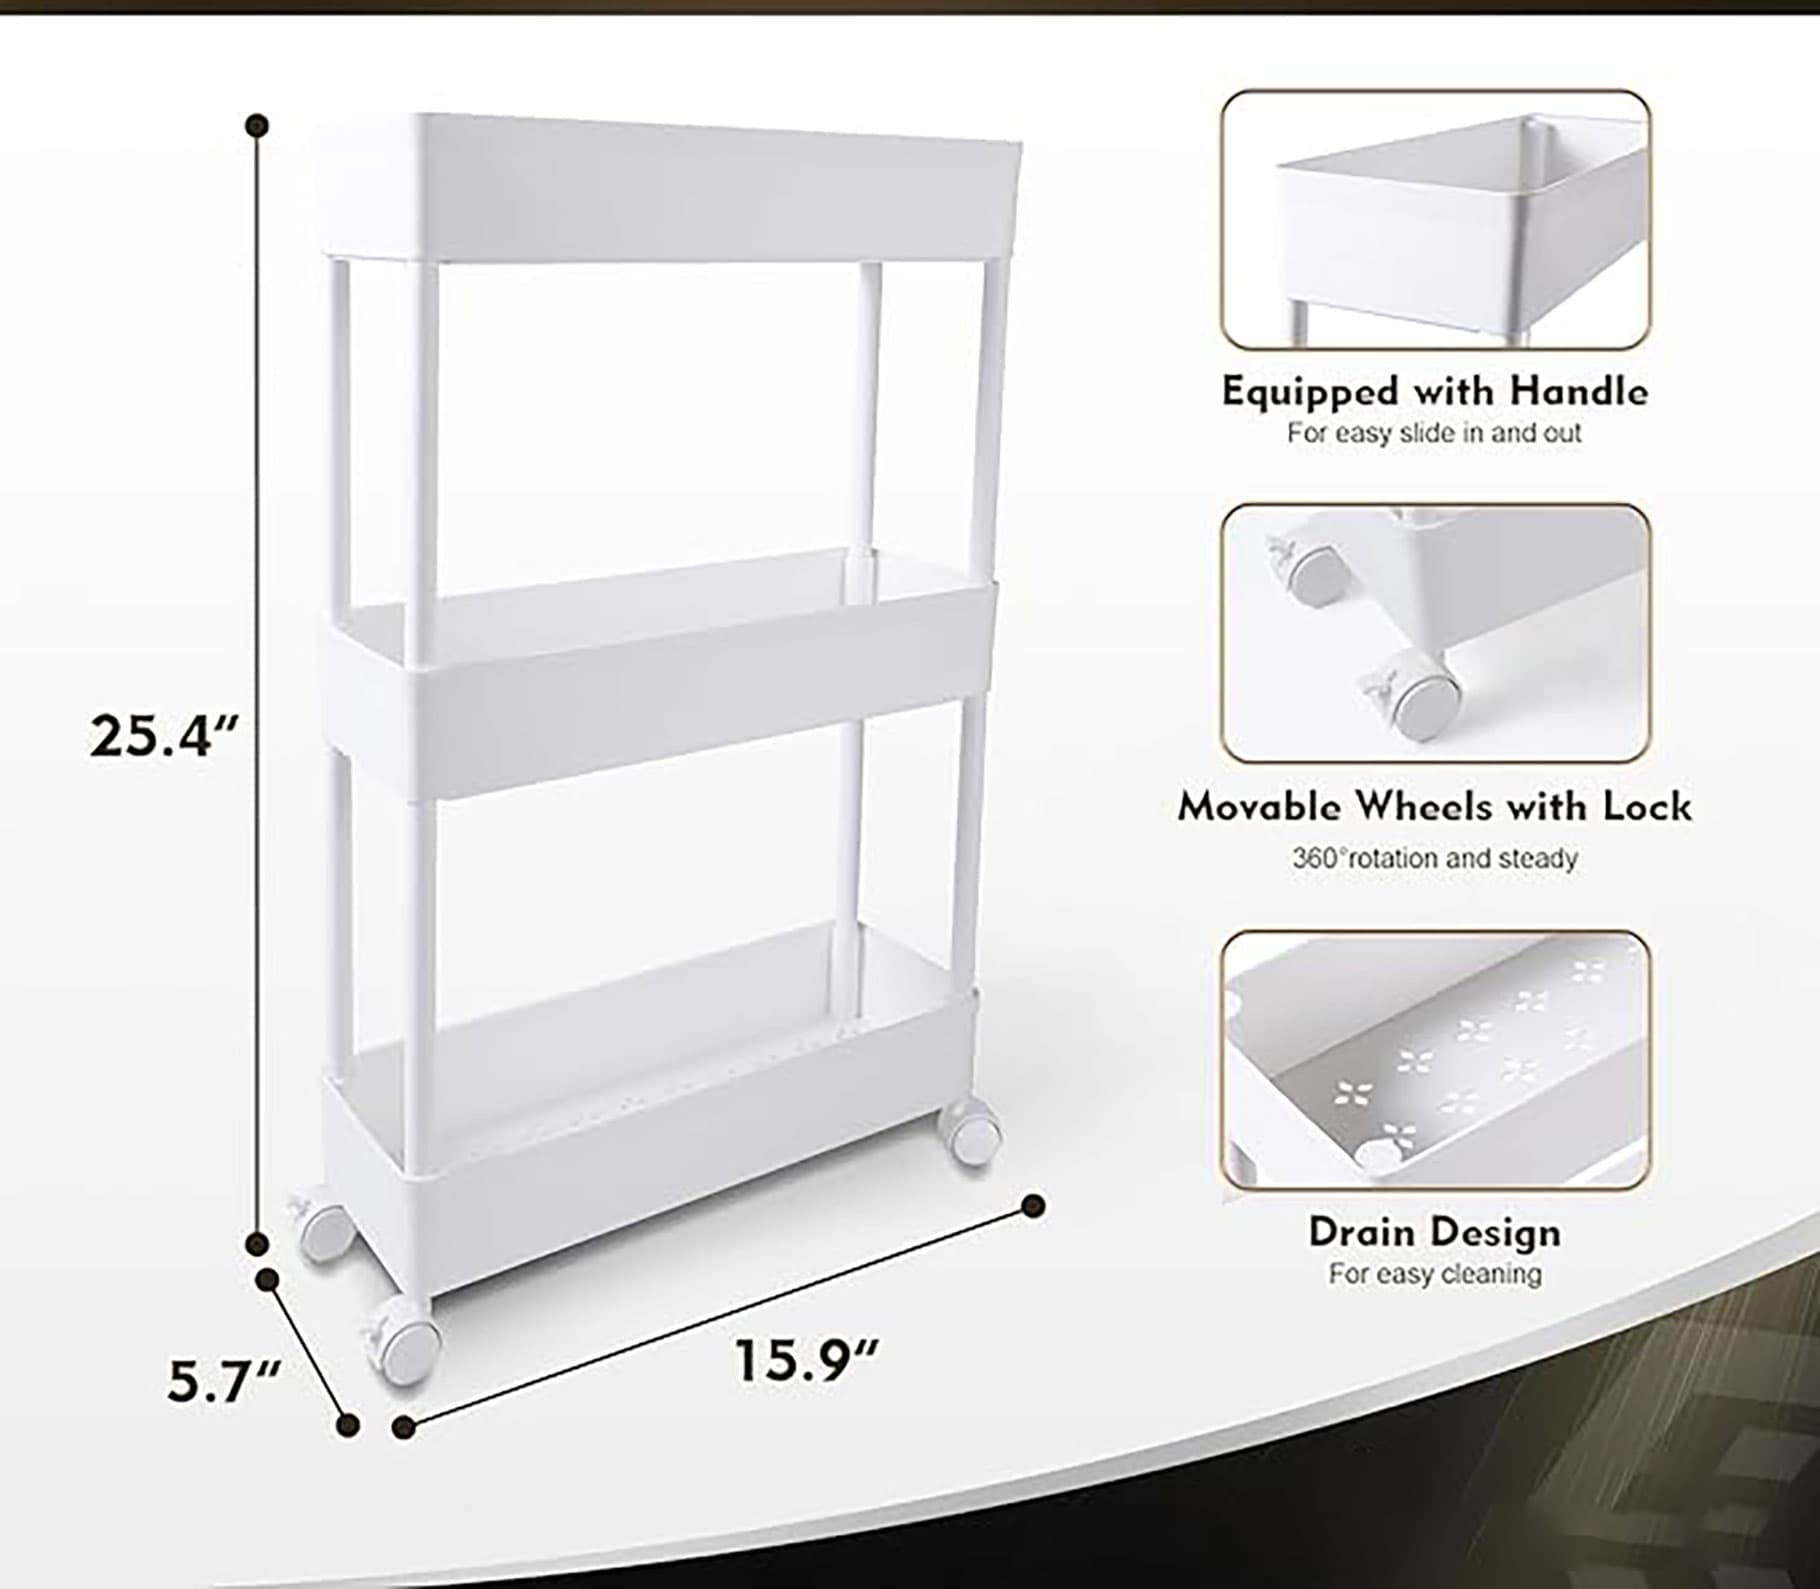 Equipped with Handle
For easy slide in and out
25.4"
Movable Wheels with Lock
360°rotation and steady
Drain Design
For easy cleaning
5.7"
15.9"